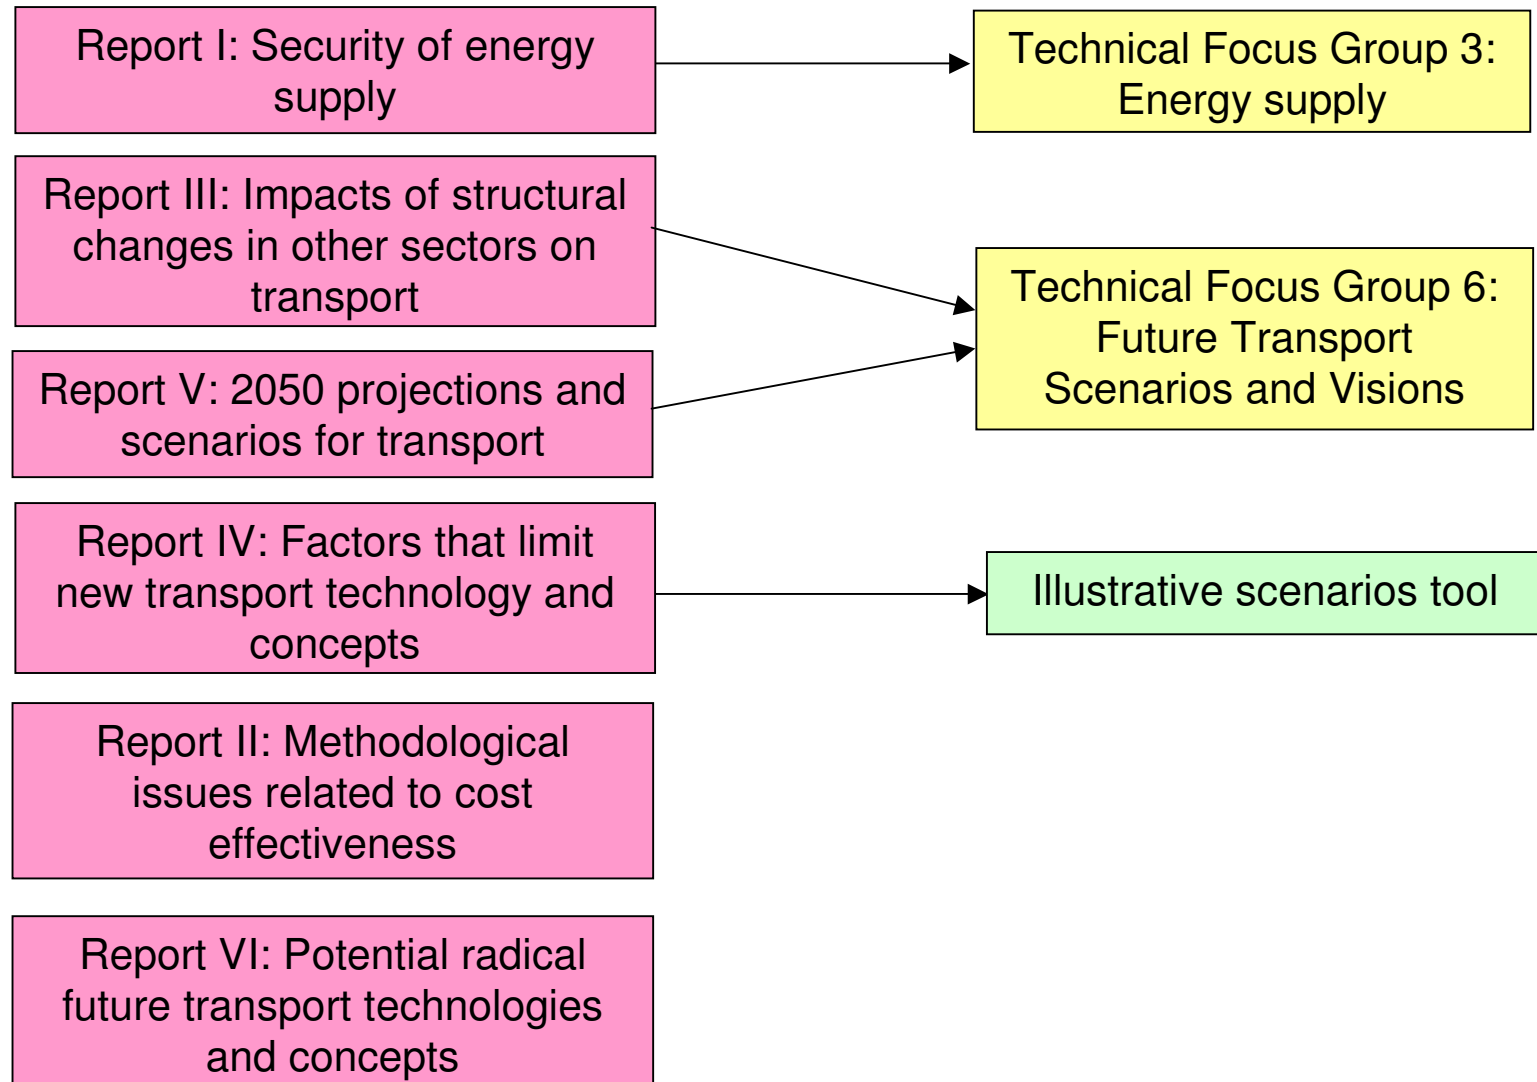 Report I: Security of energy
supply
Technical Focus Group 3:
Energy supply
Report III: Impacts of structural
changes in other sectors on
transport
Technical Focus Group 6:
Future Transport
Scenarios and Visions
Report V: 2050 projections and
scenarios for transport
Report IV: Factors that limit
new transport technology and
concepts
Illustrative scenarios tool
Report II: Methodological
issues related to cost
effectiveness
Report VI: Potential radical
future transport technologies
and concepts